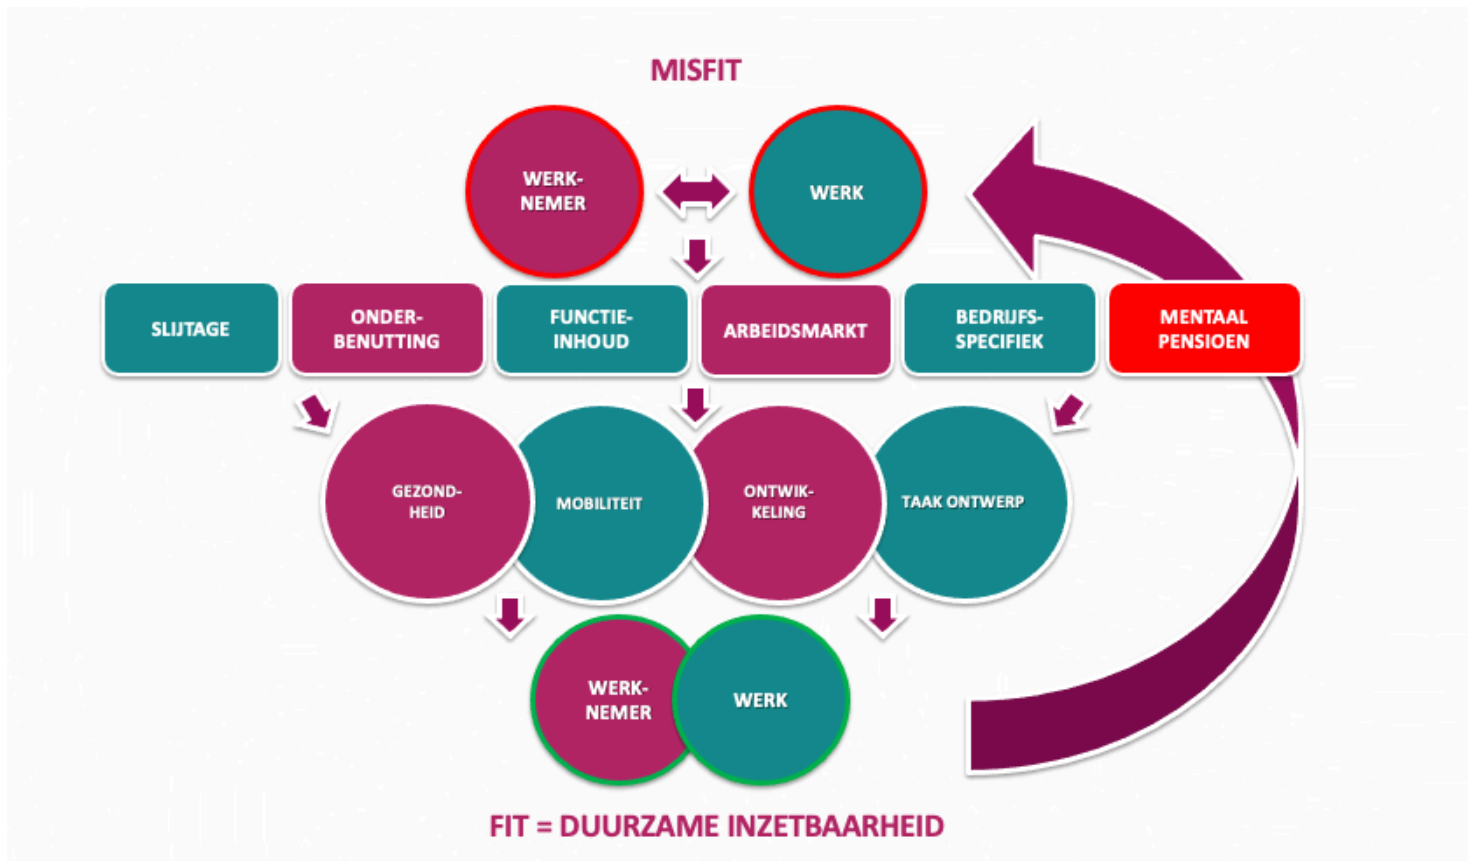 MISFIT
WERK-
NEMER
WERK
SLIJTAGE
ONDER-
BENUTTING
FUNCTIE-
INHOUD
ARBEIDSMARKT
BEDRIJFS-
SPECIFIEK
MENTAAL
PENSIOEN
GEZOND-
HEID
MOBILITEIT
ONTWIK-
KELING
TAAK ONTWERP
WERK-
NEMER
WERK
FIT = DUURZAME INZETBAARHEID